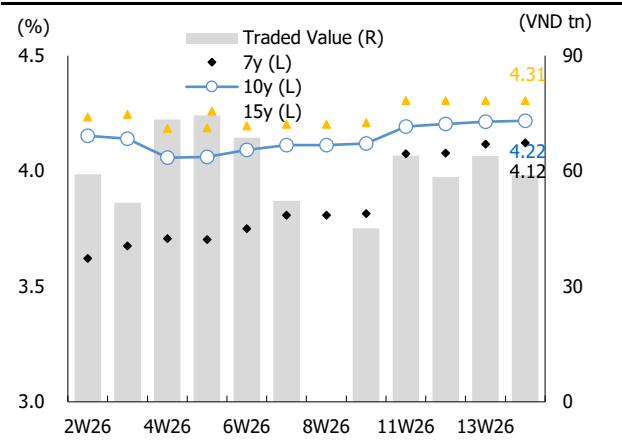 (%)
(VND tn)
Traded Value (R)
7y (L)
10y (L)
15y (L)
4.5
4.0
3.5
3.0
90
60
30
0
4.31
4.22
4.12
2W26
4W26
6W26
8W26
11W26
13W26